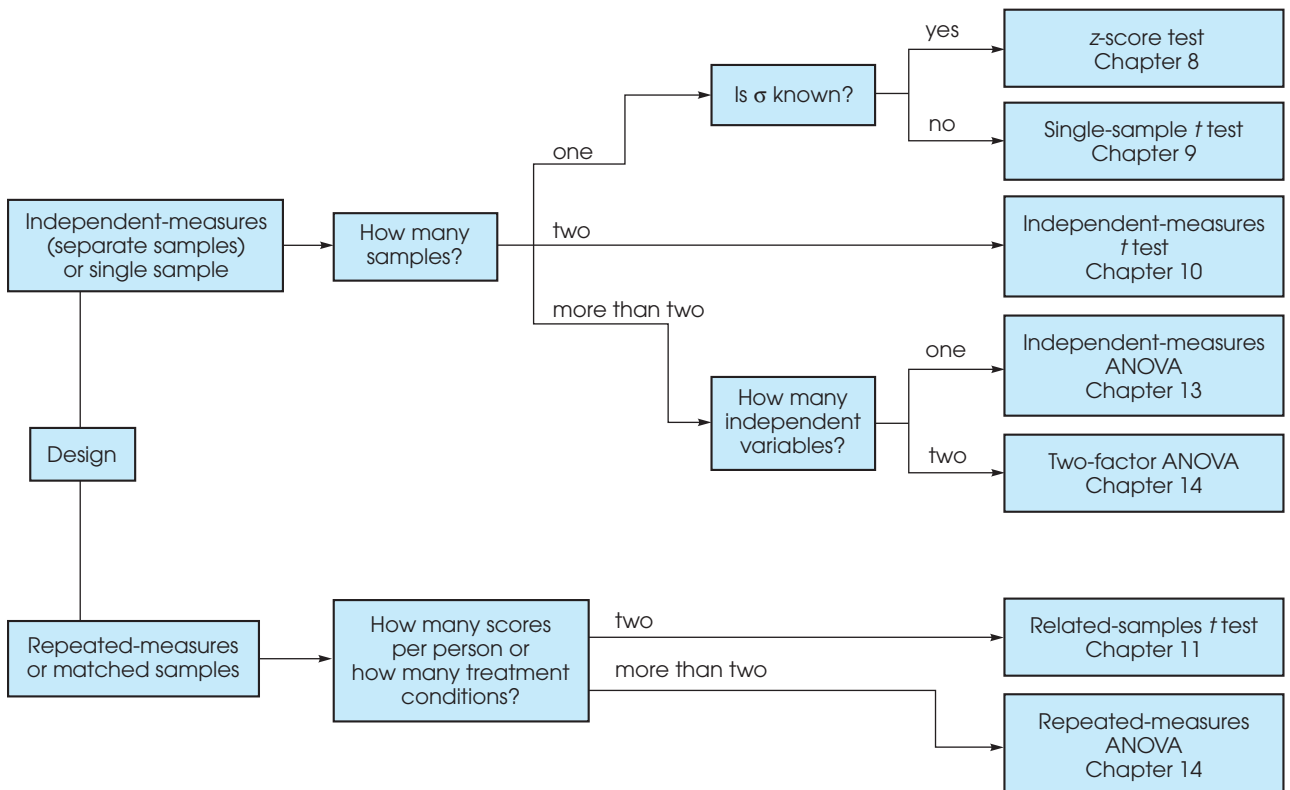 yes
z-score test
Chapter 8
Is σ known?
no
Single-sample t test
Chapter 9
one
Independent-measures
(separate samples)
or single sample
How many
samples?
two
Independent-measures
t test
Chapter 10
more than two
one
Independent-measures
ANOVA
Chapter 13
How many
independent
variables?
two
Two-factor ANOVA
Chapter 14
Design
Repeated-measures
or matched samples
How many scores
per person or
how many treatment
conditions?
two
Related-samples t test
Chapter 11
more than two
Repeated-measures
ANOVA
Chapter 14